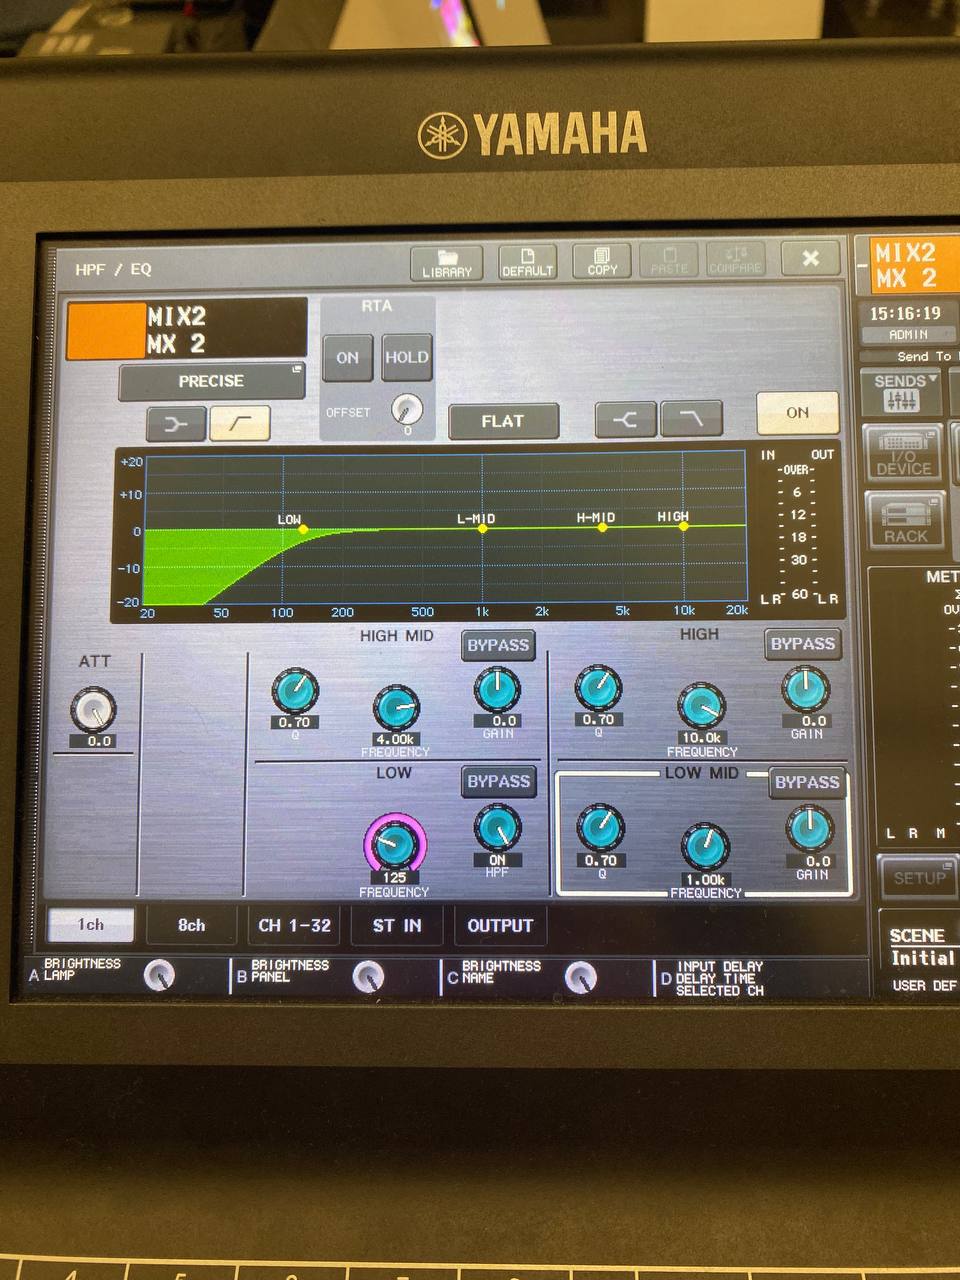 YAMAHA
HPF / EQ
LIBRARY
DEFAULT
COPY
PASTE
COMPARE
MIX2
MX 2
RTA
ON
HOLD
OFFSET
0
PRECISE
FLAT
ON
+20
+10
0
-10
-20
LOW
L-MID
H-MID
HIGH
20
50
100
200
500
1k
2k
5k
10k
20k
IN OUT
-OVER-
- 6 -
- 12 -
- 18 -
- 30 -
- 60 -
LR LR
ATT
0.0
HIGH MID
BYPASS
0.70
Q
4.00k
FREQUENCY
0.0
GAIN
HIGH
BYPASS
0.70
Q
10.0k
FREQUENCY
0.0
GAIN
LOW
BYPASS
125
FREQUENCY
ON
HPF
LOW MID
BYPASS
0.70
Q
1.00k
FREQUENCY
0.0
GAIN
1ch
8ch
CH 1-32
ST IN
OUTPUT
A BRIGHTNESS
LAMP
B BRIGHTNESS
PANEL
C BRIGHTNESS
NAME
D INPUT DELAY
DELAY TIME
SELECTED CH
MIX2
MX 2
15:16:19
ADMIN
Send To
SENDS
I/O
DEVICE
RACK
MET
L R M
SETUP
SCENE
Initial
USER DEF